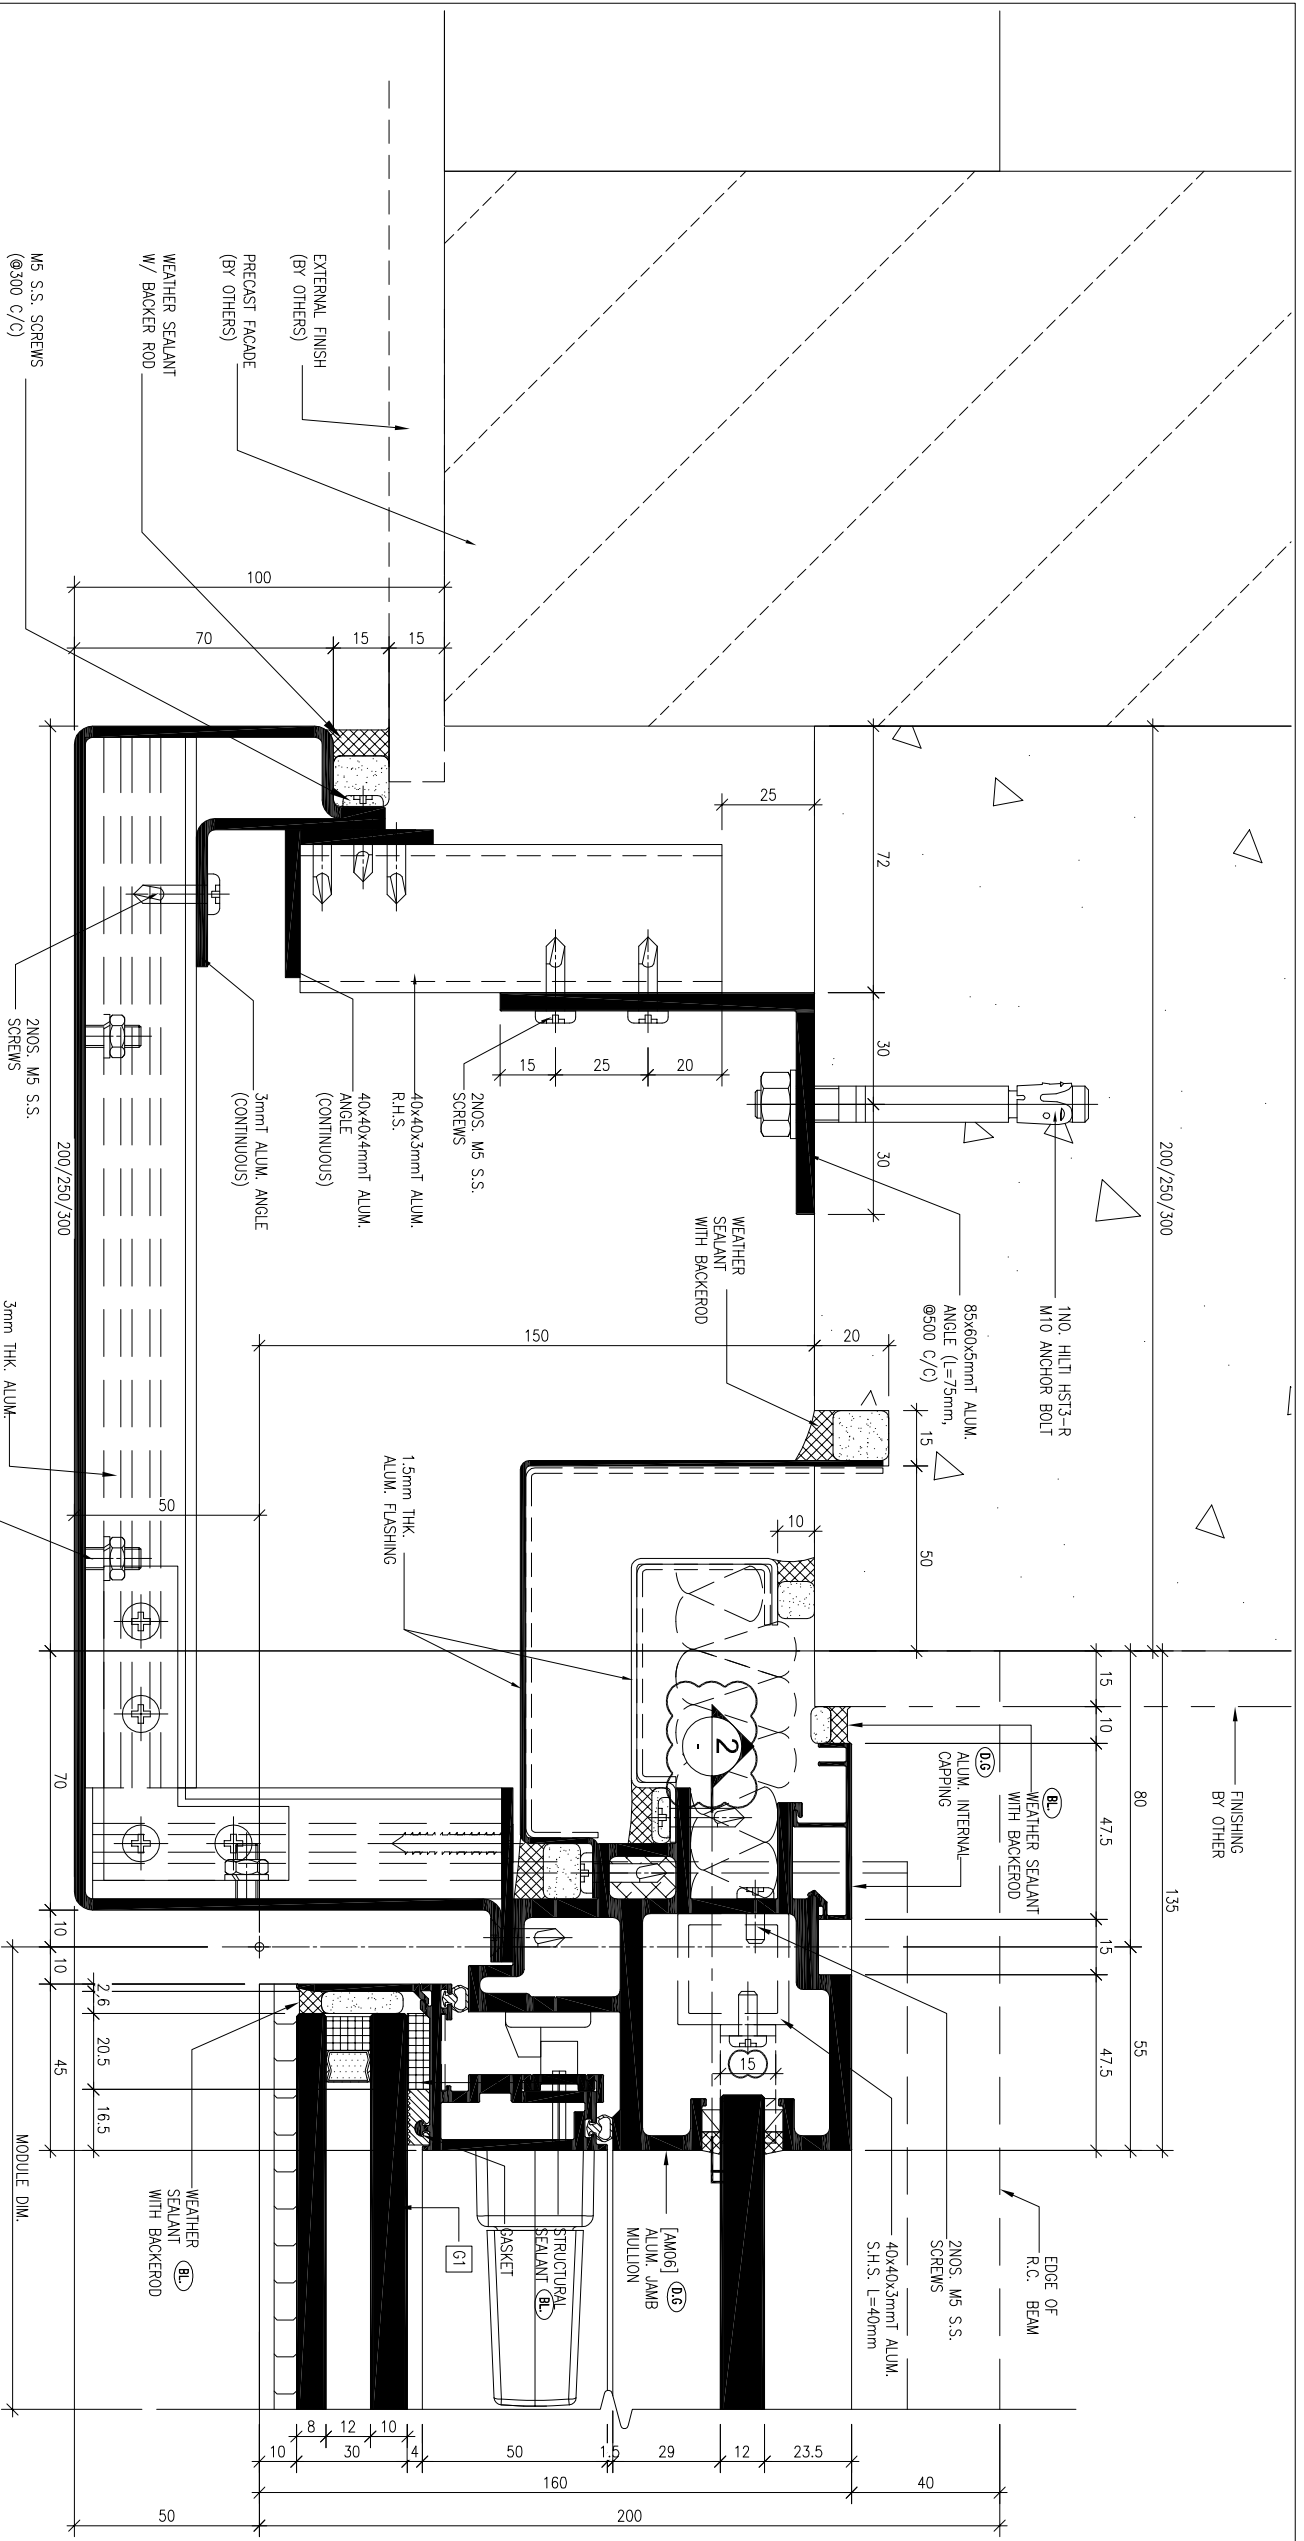 EXTERNAL FINISH
(BY OTHERS)
PRECAST FACADE
(BY OTHERS)
WEATHER SEALANT
W/ BACKER ROD
M5 S.S. SCREWS
(@300 C/C)
100
70
15
15
25
72
30
30
200/250/300
1NO. HILTI HST3-R
M10 ANCHOR BOLT
85x60x5mmT ALUM.
ANGLE (L=75mm,
@500 C/C)
15
25
20
2NOS. M5 S.S.
SCREWS
40x40x3mmT ALUM.
R.H.S.
40x40x4mmT ALUM.
ANGLE
(CONTINUOUS)
3mmT ALUM. ANGLE
(CONTINUOUS)
2NOS. M5 S.S.
SCREWS
200/250/300
3mm THK. ALUM.
WEATHER
SEALANT
WITH BACKEROD
150
20
15
50
10
50
1.5mm THK.
ALUM. FLASHING
FINISHING
BY OTHER
BL.
WEATHER SEALANT
WITH BACKEROD
D.G
ALUM. INTERNAL
CAPPING
2
-
15
10
47.5
15
47.5
80
55
135
70
10
10
2.6
20.5
16.5
45
MODULE DIM.
EDGE OF
R.C. BEAM
2NOS. M5 S.S.
SCREWS
40x40x3mmT ALUM.
S.H.S. L=40mm
15
[AM06] D.G
ALUM. JAMB
MULLION
STRUCTURAL
SEALANT BL.
GASKET
G1
WEATHER
SEALANT BL.
WITH BACKEROD
8
12
10
10
30
4
50
1.5
29
12
23.5
160
40
50
200